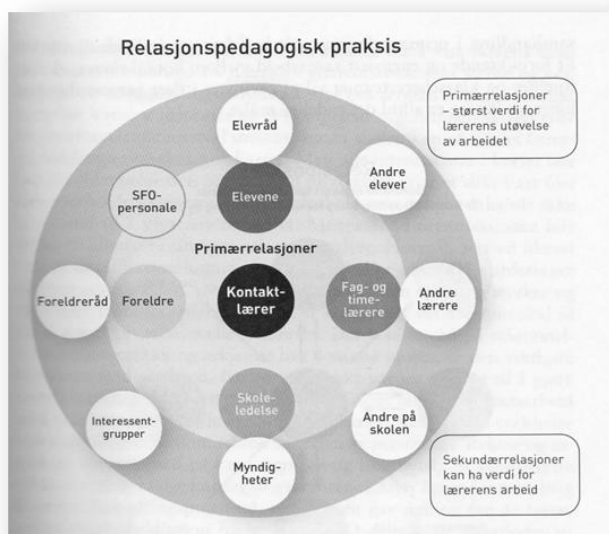 Relasjonspedagogisk praksis
Primærrelasjoner
– størst verdi for
lærerens utøvelse
av arbeidet
Elevråd
Andre
elever
SFO-
personale
Elevene
Primærrelasjoner
Foreldreråd
Foreldre
Kontakt-
lærer
Fag- og
time-
lærere
Andre
lærere
Skole-
ledelse
Interessent-
grupper
Andre på
skolen
Myndig-
heter
Sekundærrelasjoner
kan ha verdi for
lærerens arbeid